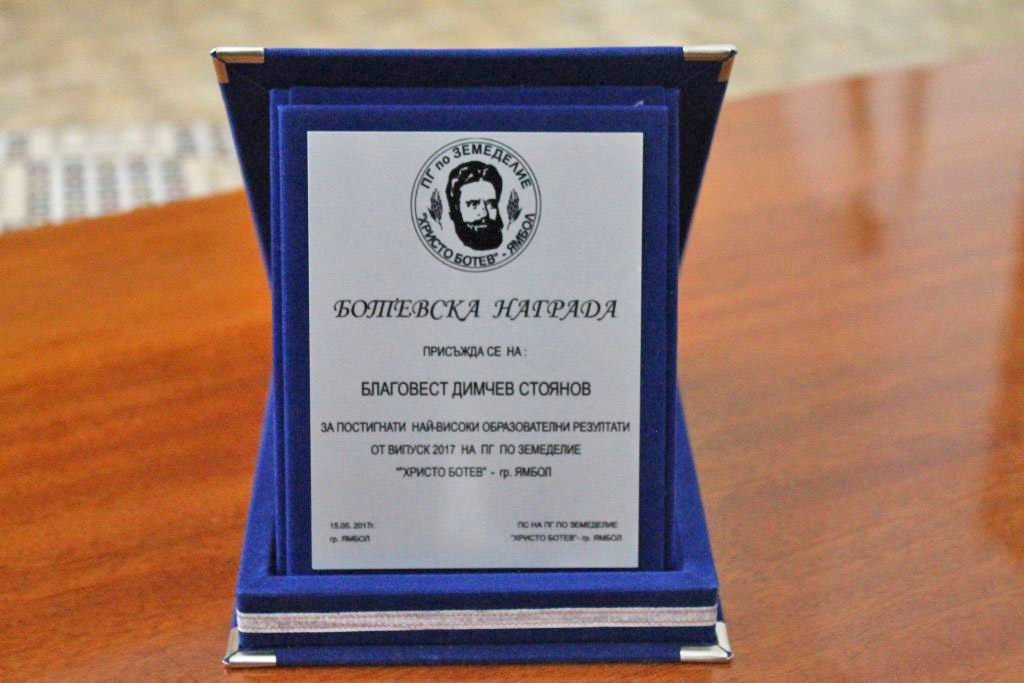 ПГ по ЗЕМЕДЕЛИЕ
"ХРИСТО БОТЕВ" - ЯМБОЛ
БОТЕВСКА НАГРАДА
ПРИСЪЖДА СЕ НА :
БЛАГОВЕСТ ДИМЧЕВ СТОЯНОВ
ЗА ПОСТИГНАТИ НАЙ-ВИСОКИ ОБРАЗОВАТЕЛНИ РЕЗУЛТАТИ
ОТ ВИПУСК 2017 НА ПГ ПО ЗЕМЕДЕЛИЕ
""ХРИСТО БОТЕВ" - гр. ЯМБОЛ
15.05. 2017г.
гр. ЯМБОЛ
ПС НА ПГ ПО ЗЕМЕДЕЛИЕ
"ХРИСТО БОТЕВ"- гр. ЯМБОЛ